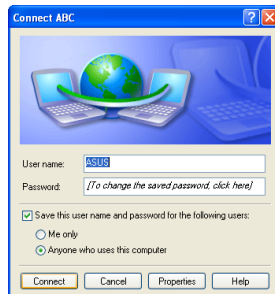 Connect ABC
User name: ASUS
Password: [To change the saved password, click here]
Save this user name and password for the following users:
Me only
Anyone who uses this computer
Connect Cancel Properties Help